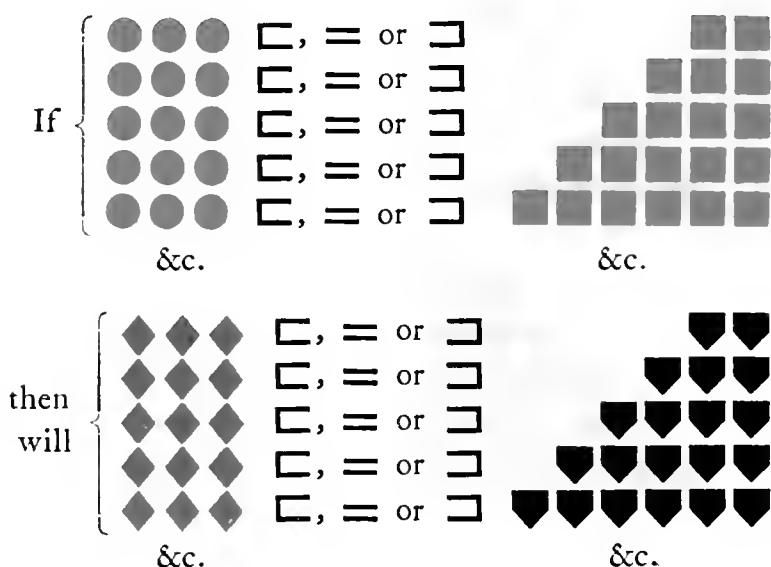 ⊏, = or ⊐
⊏, = or ⊐
If ⊏, = or ⊐
⊏, = or ⊐
⊏, = or ⊐
&c. &c.
⊏, = or ⊐
⊏, = or ⊐
then ⊏, = or ⊐
will ⊏, = or ⊐
⊏, = or ⊐
&c. &c.